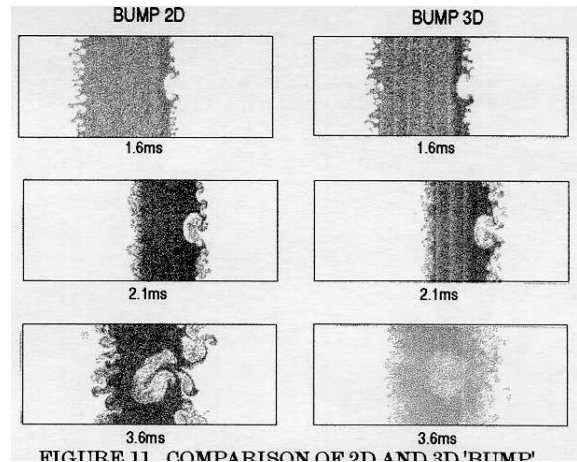 BUMP 2D BUMP 3D
1.6ms 1.6ms
2.1ms 2.1ms
3.6ms 3.6ms
FIGURE 11 COMPARISON OF 2D AND 3D 'BUMP'